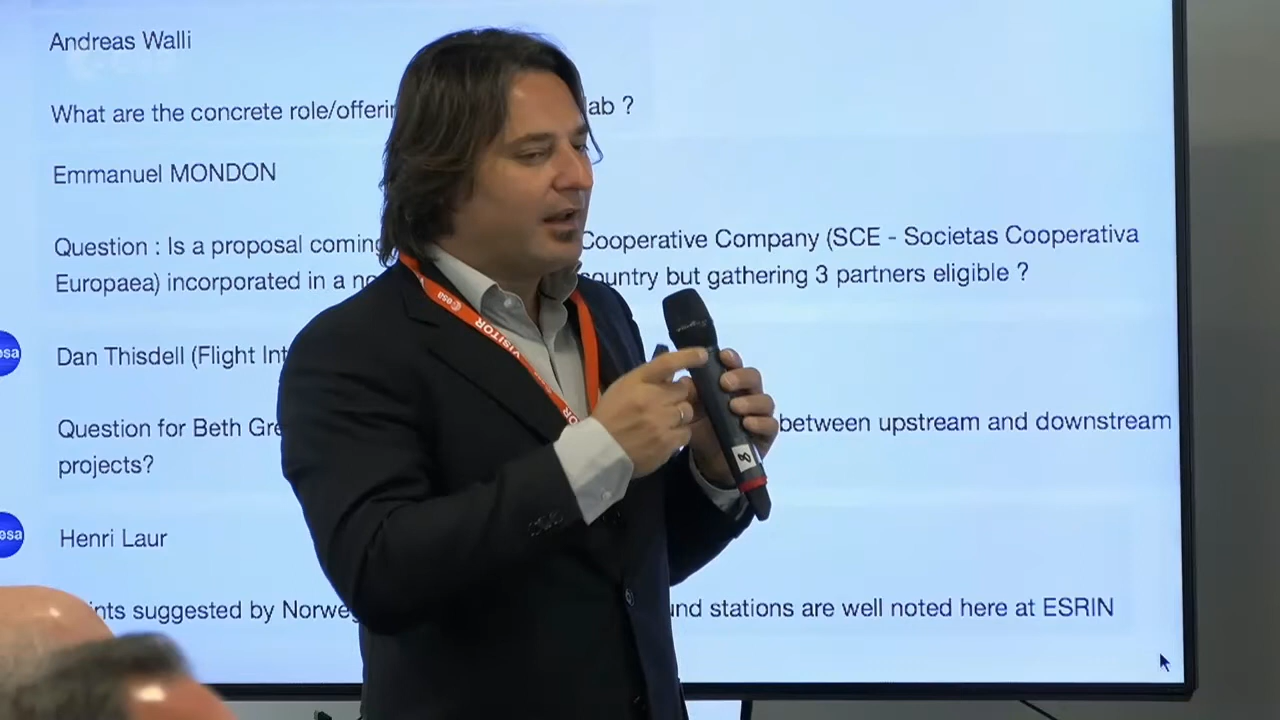 Andreas Walli
What are the concrete role/offerin lab ?
Emmanuel MONDON
Question : Is a proposal coming Cooperative Company (SCE - Societas Cooperativa
Europaea) incorporated in a country but gathering 3 partners eligible ?
esa
Dan Thisdell (Flight Int
Question for Beth Gre between upstream and downstream
projects?
esa
Henri Laur
nts suggested by Norwe und stations are well noted here at ESRIN
esa
VISITOR